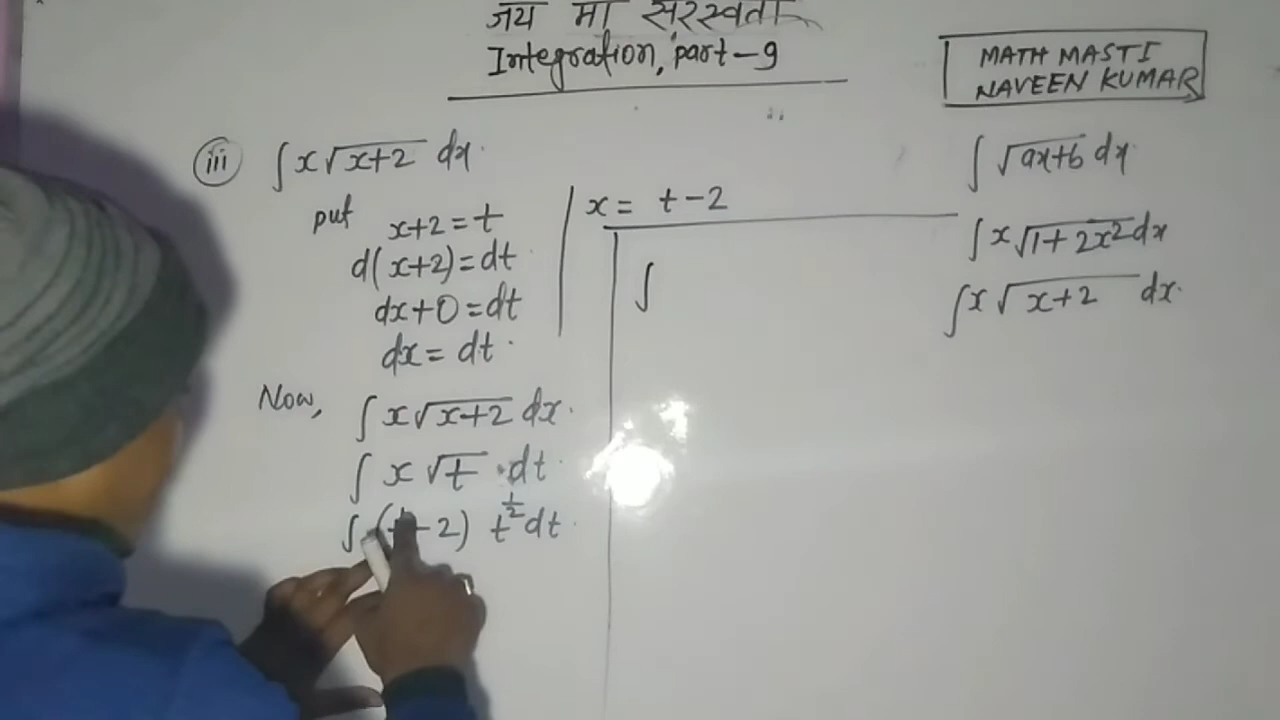 जय मा सरस्वती
Integration, part-9
MATH MASTI
NAVEEN KUMAR
(iii) ∫ x√(x+2) dx.
put x+2 = t
d(x+2) = dt
dx+0 = dt
dx = dt.
x = t-2
Now, ∫ x√(x+2) dx.
∫ x√t . dt
∫ (t-2) t^(1/2) dt.
∫
∫ √(ax+b) dx
∫ x√(1+2x²) dx
∫ x√(x+2) dx.